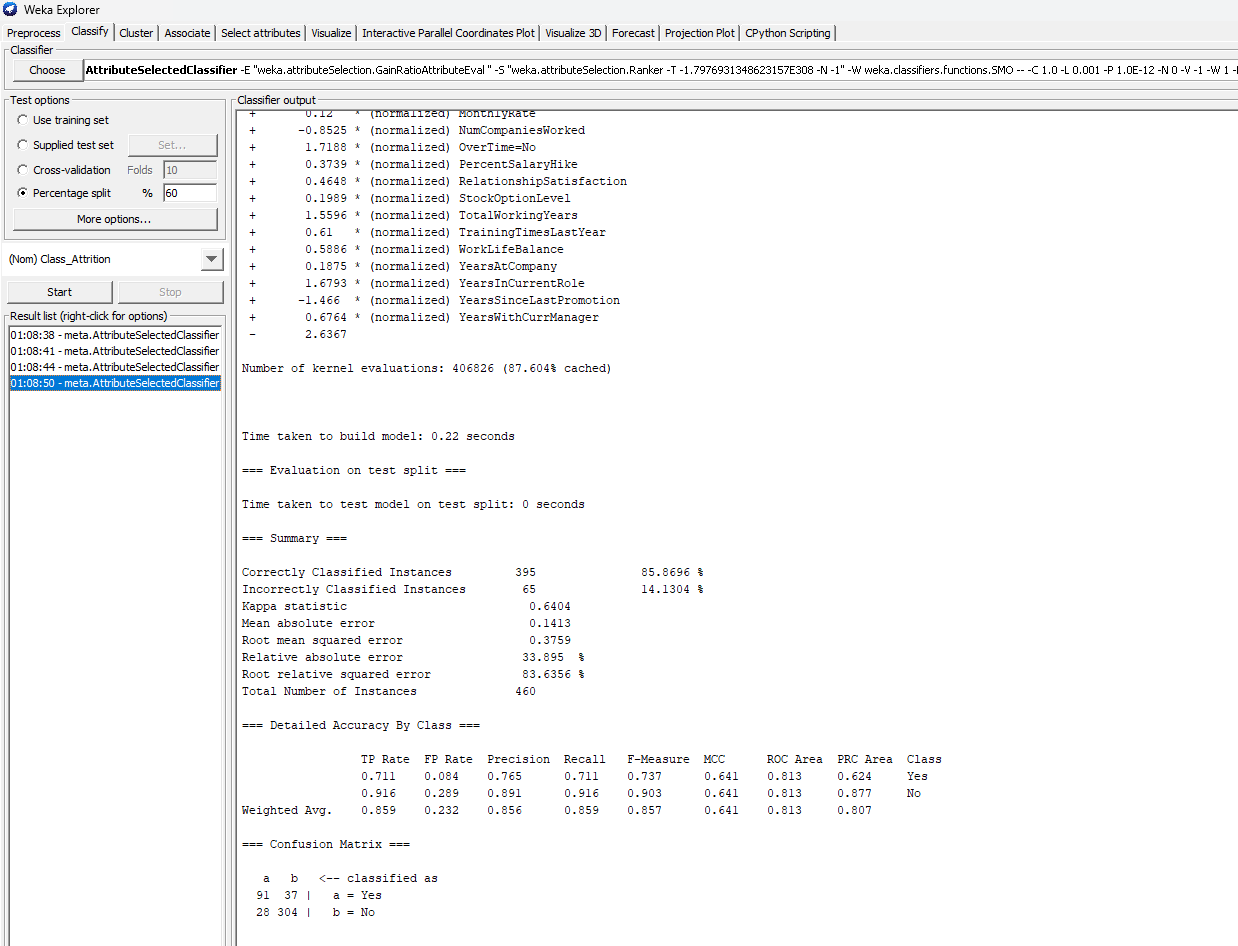 Weka Explorer
Preprocess Classify Cluster Associate Select attributes Visualize Interactive Parallel Coordinates Plot Visualize 3D Forecast Projection Plot CPython Scripting
Classifier
Choose AttributeSelectedClassifier -E "weka.attributeSelection.GainRatioAttributeEval " -S "weka.attributeSelection.Ranker -T -1.7976931348623157E308 -N -1" -W weka.classifiers.functions.SMO -- -C 1.0 -L 0.001 -P 1.0E-12 -N 0 -V -1 -W 1
Test options
Use training set
Supplied test set Set...
Cross-validation Folds 10
Percentage split % 60
More options...
(Nom) Class_Attrition
Start Stop
Result list (right-click for options)
01:08:38 - meta.AttributeSelectedClassifier
01:08:41 - meta.AttributeSelectedClassifier
01:08:44 - meta.AttributeSelectedClassifier
01:08:50 - meta.AttributeSelectedClassifier
Classifier output
+ 0.12 * (normalized) MonthlyRate
+ -0.8525 * (normalized) NumCompaniesWorked
+ 1.7188 * (normalized) OverTime=No
+ 0.3739 * (normalized) PercentSalaryHike
+ 0.4648 * (normalized) RelationshipSatisfaction
+ 0.1989 * (normalized) StockOptionLevel
+ 1.5596 * (normalized) TotalWorkingYears
+ 0.61 * (normalized) TrainingTimesLastYear
+ 0.5886 * (normalized) WorkLifeBalance
+ 0.1875 * (normalized) YearsAtCompany
+ 1.6793 * (normalized) YearsInCurrentRole
+ -1.466 * (normalized) YearsSinceLastPromotion
+ 0.6764 * (normalized) YearsWithCurrManager
- 2.6367
Number of kernel evaluations: 406826 (87.604% cached)
Time taken to build model: 0.22 seconds
=== Evaluation on test split ===
Time taken to test model on test split: 0 seconds
=== Summary ===
Correctly Classified Instances 395 85.8696 %
Incorrectly Classified Instances 65 14.1304 %
Kappa statistic 0.6404
Mean absolute error 0.1413
Root mean squared error 0.3759
Relative absolute error 33.895 %
Root relative squared error 83.6356 %
Total Number of Instances 460
=== Detailed Accuracy By Class ===
TP Rate FP Rate Precision Recall F-Measure MCC ROC Area PRC Area Class
0.711 0.084 0.765 0.711 0.737 0.641 0.813 0.624 Yes
0.916 0.289 0.891 0.916 0.903 0.641 0.813 0.877 No
Weighted Avg. 0.859 0.232 0.856 0.859 0.857 0.641 0.813 0.807
=== Confusion Matrix ===
a b <-- classified as
91 37 | a = Yes
28 304 | b = No